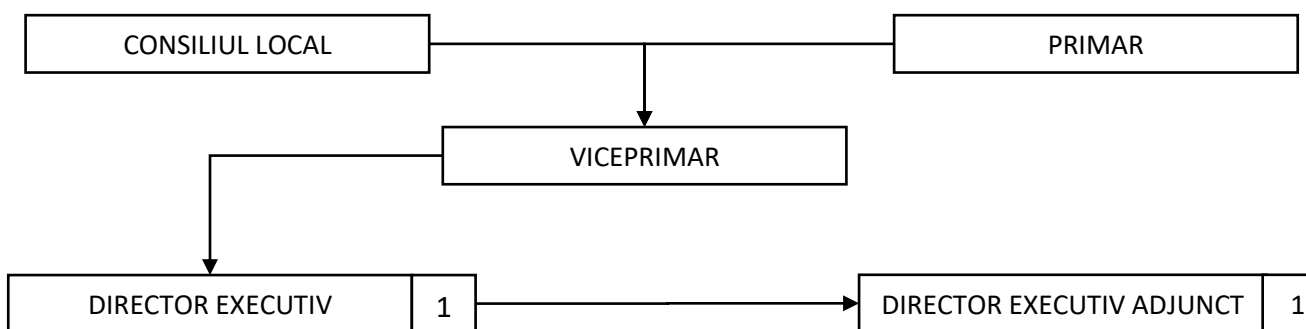 CONSILIUL LOCAL
PRIMAR
VICEPRIMAR
DIRECTOR EXECUTIV 1
DIRECTOR EXECUTIV ADJUNCT 1